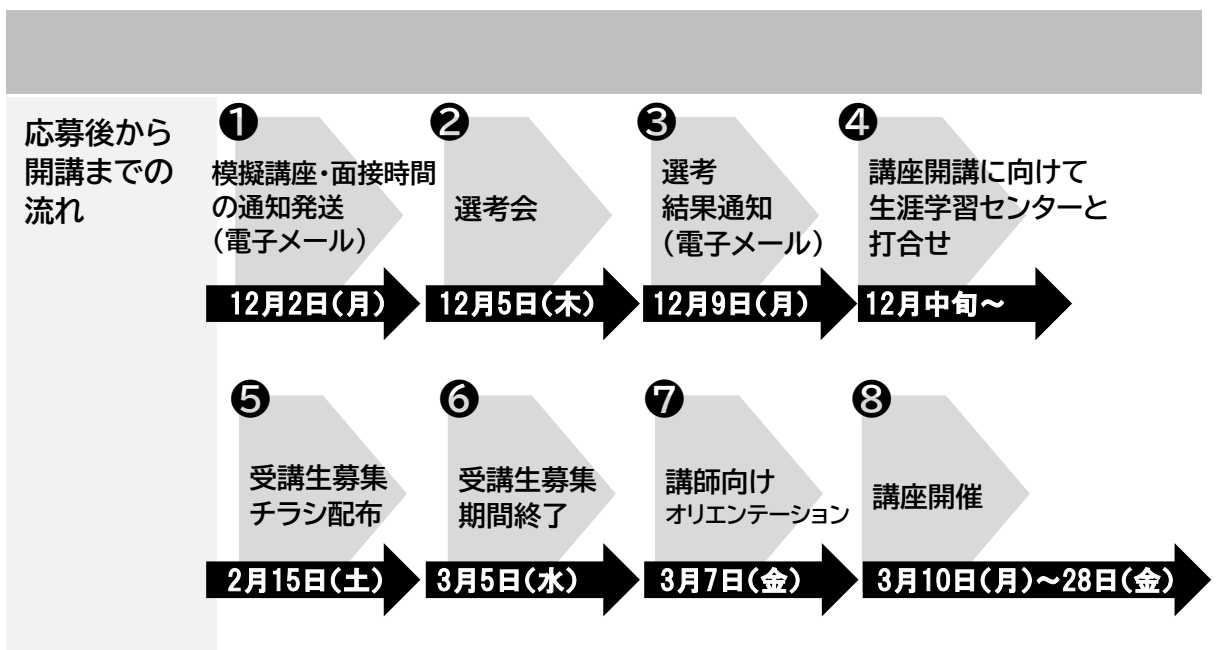 応募後から
開講までの
流れ
❶
模擬講座・面接時間
の通知発送
（電子メール）
12月2日(月)
❷
選考会
12月5日(木)
❸
選考
結果通知
（電子メール）
12月9日(月)
❹
講座開講に向けて
生涯学習センターと
打合せ
12月中旬～
❺
受講生募集
チラシ配布
2月15日(土)
❻
受講生募集
期間終了
3月5日(水)
❼
講師向け
オリエンテーション
3月7日(金)
❽
講座開催
3月10日(月)～28日(金)